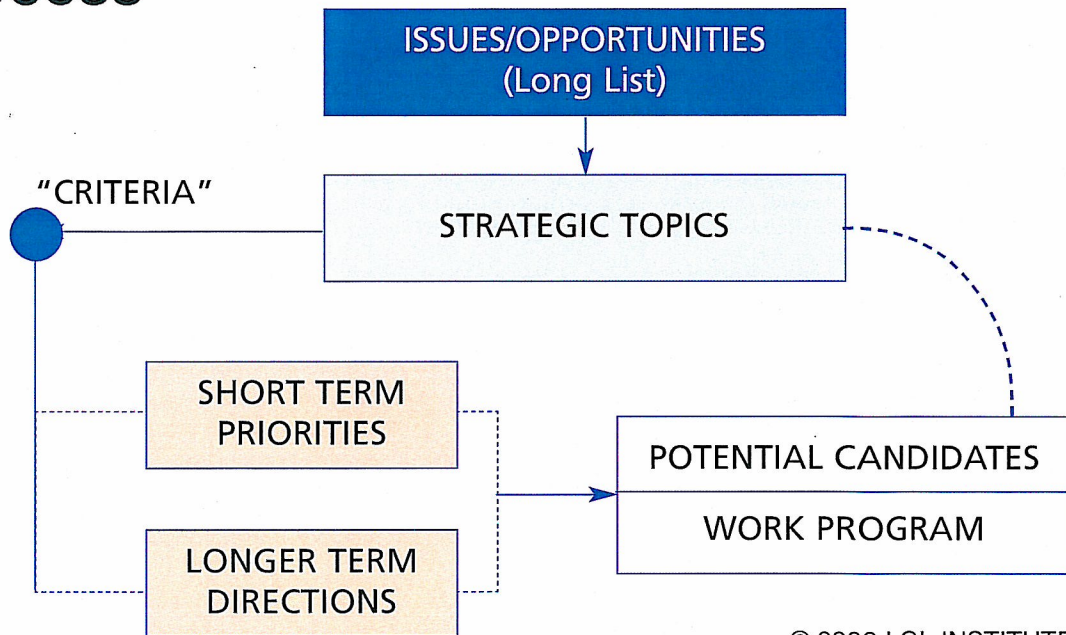 ISSUES/OPPORTUNITIES
(Long List)
"CRITERIA"
STRATEGIC TOPICS
SHORT TERM
PRIORITIES
POTENTIAL CANDIDATES
WORK PROGRAM
LONGER TERM
DIRECTIONS